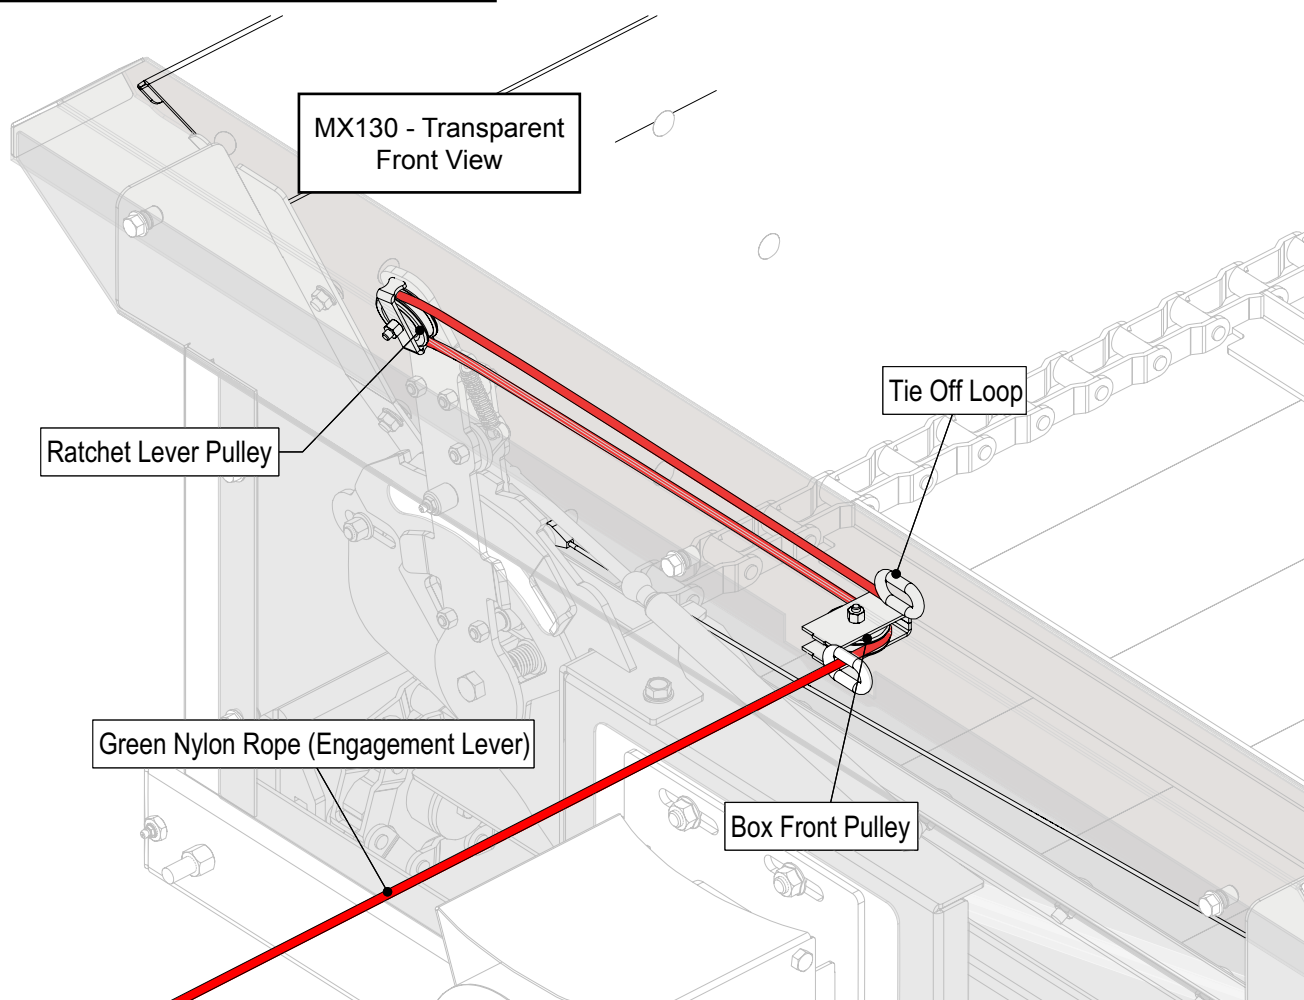 MX130 - Transparent
Front View
Tie Off Loop
Ratchet Lever Pulley
Green Nylon Rope (Engagement Lever)
Box Front Pulley